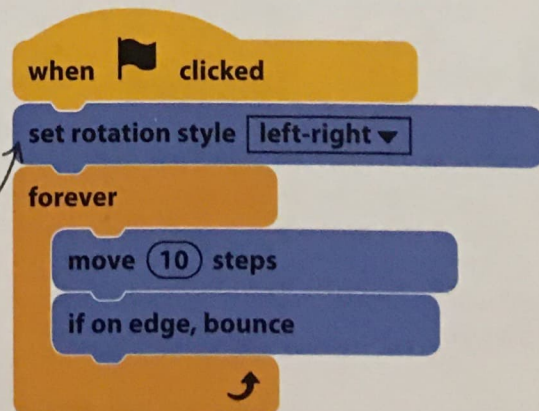 when clicked
set rotation style left-right
forever
move 10 steps
if on edge, bounce